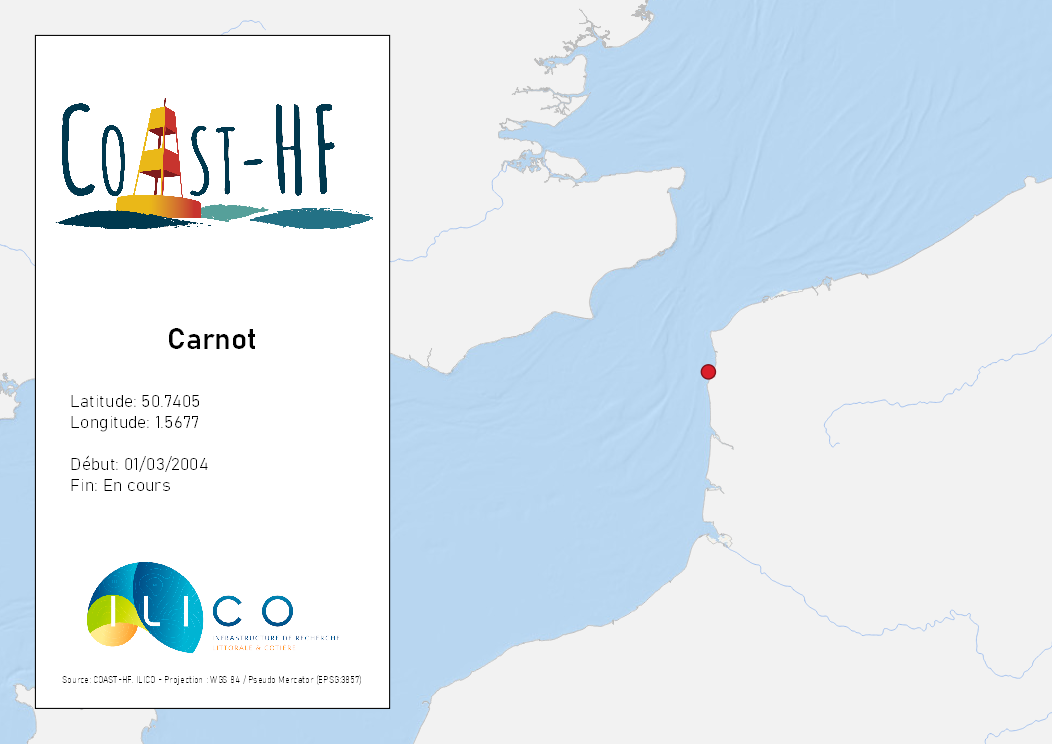 COAST-HF
Carnot
Latitude: 50.7405
Longitude: 1.5677
Début: 01/03/2004
Fin: En cours
ILICO
INFRASTRUCTURE DE RECHERCHE
LITTORALE & COTIERE
Source: COAST-HF, ILICO - Projection : WGS 84 / Pseudo Mercator (EPSG:3857)